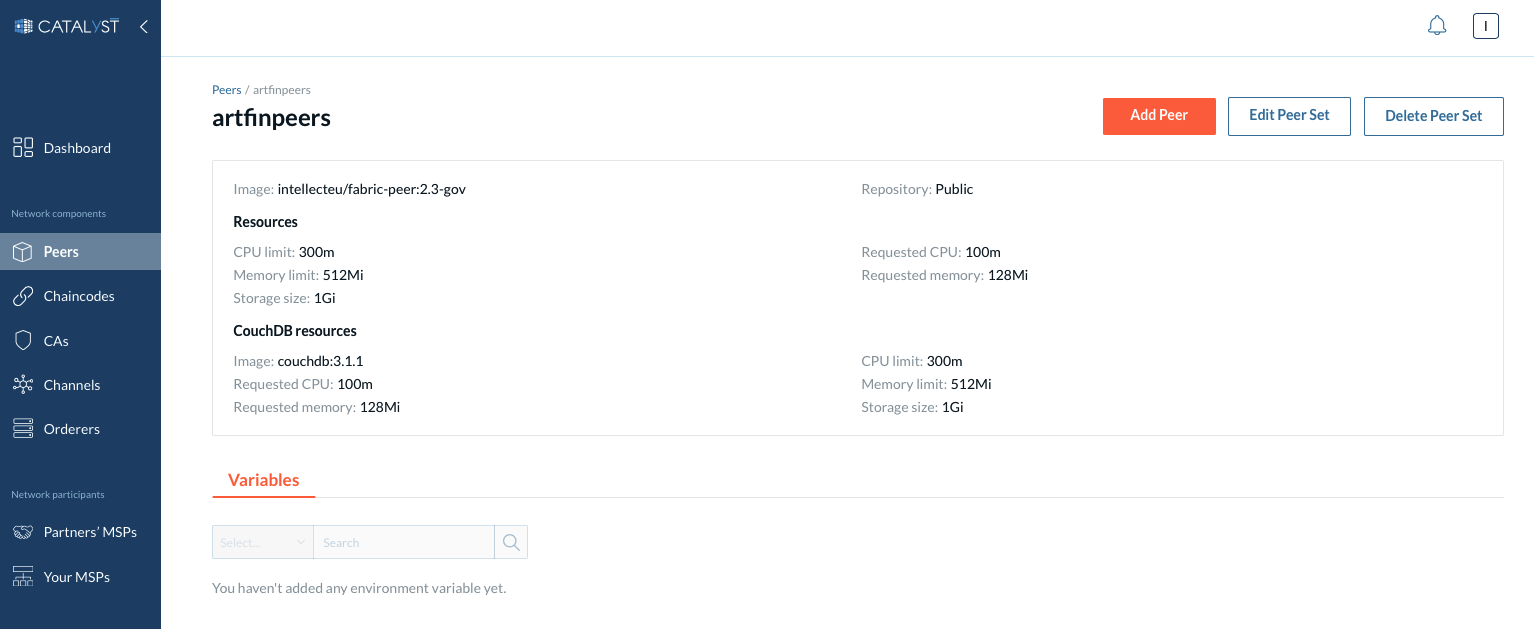 CATALYST
I
Dashboard
Network components
Peers
Chaincodes
CAs
Channels
Orderers
Network participants
Partners’ MSPs
Your MSPs
Peers / artfinpeers
artfinpeers
Add Peer
Edit Peer Set
Delete Peer Set
Image: intellecteu/fabric-peer:2.3-gov
Repository: Public
Resources
CPU limit: 300m
Requested CPU: 100m
Memory limit: 512Mi
Requested memory: 128Mi
Storage size: 1Gi
CouchDB resources
Image: couchdb:3.1.1
CPU limit: 300m
Requested CPU: 100m
Memory limit: 512Mi
Requested memory: 128Mi
Storage size: 1Gi
Variables
Select...
Search
You haven't added any environment variable yet.